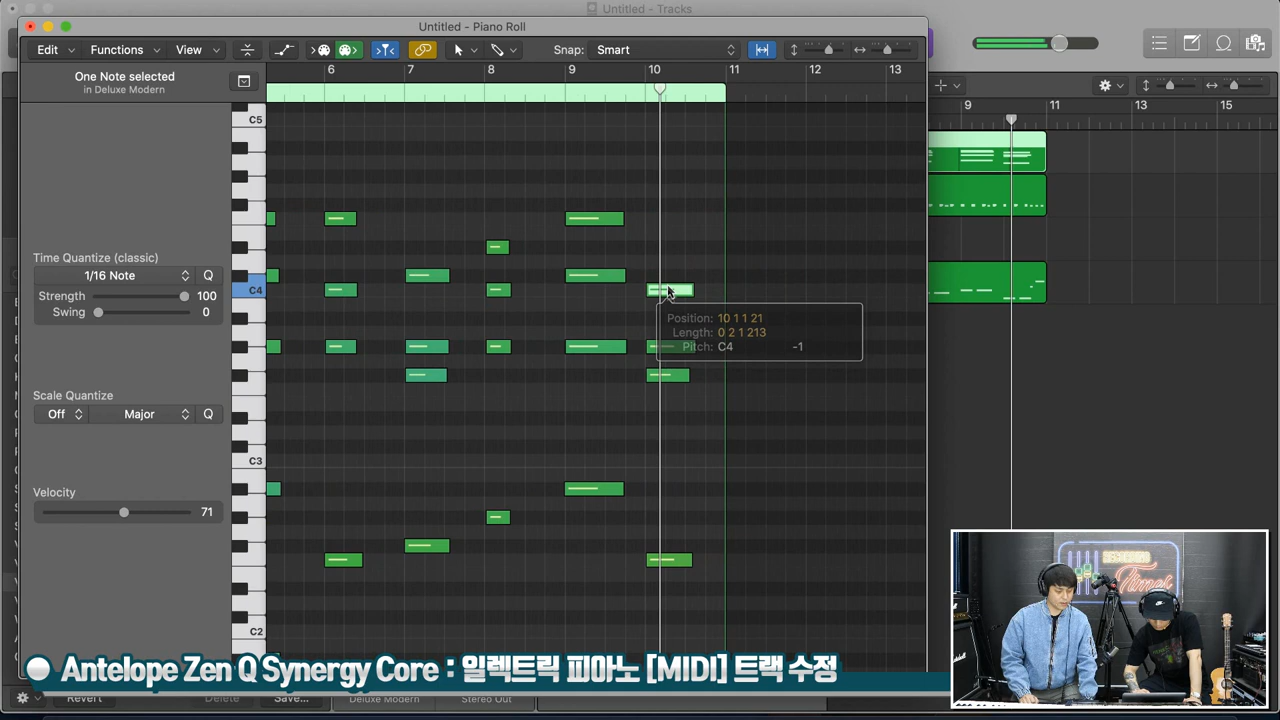 Untitled - Tracks
Untitled - Piano Roll
Edit
Functions
View
Snap:
Smart
One Note selected
in Deluxe Modern
6
7
8
9
10
11
12
13
9
11
13
15
C5
C4
C3
C2
Time Quantize (classic)
1/16 Note
Q
Strength
100
Swing
0
Scale Quantize
Off
Major
Q
Velocity
71
Position: 10 1 1 21
Length: 0 2 1 213
Pitch: C4 -1
Times
Antelope Zen Q Synergy Core : 일렉트릭 피아노 [MIDI] 트랙 수정
Revert
Save...
Deluxe Modern
Stereo Out